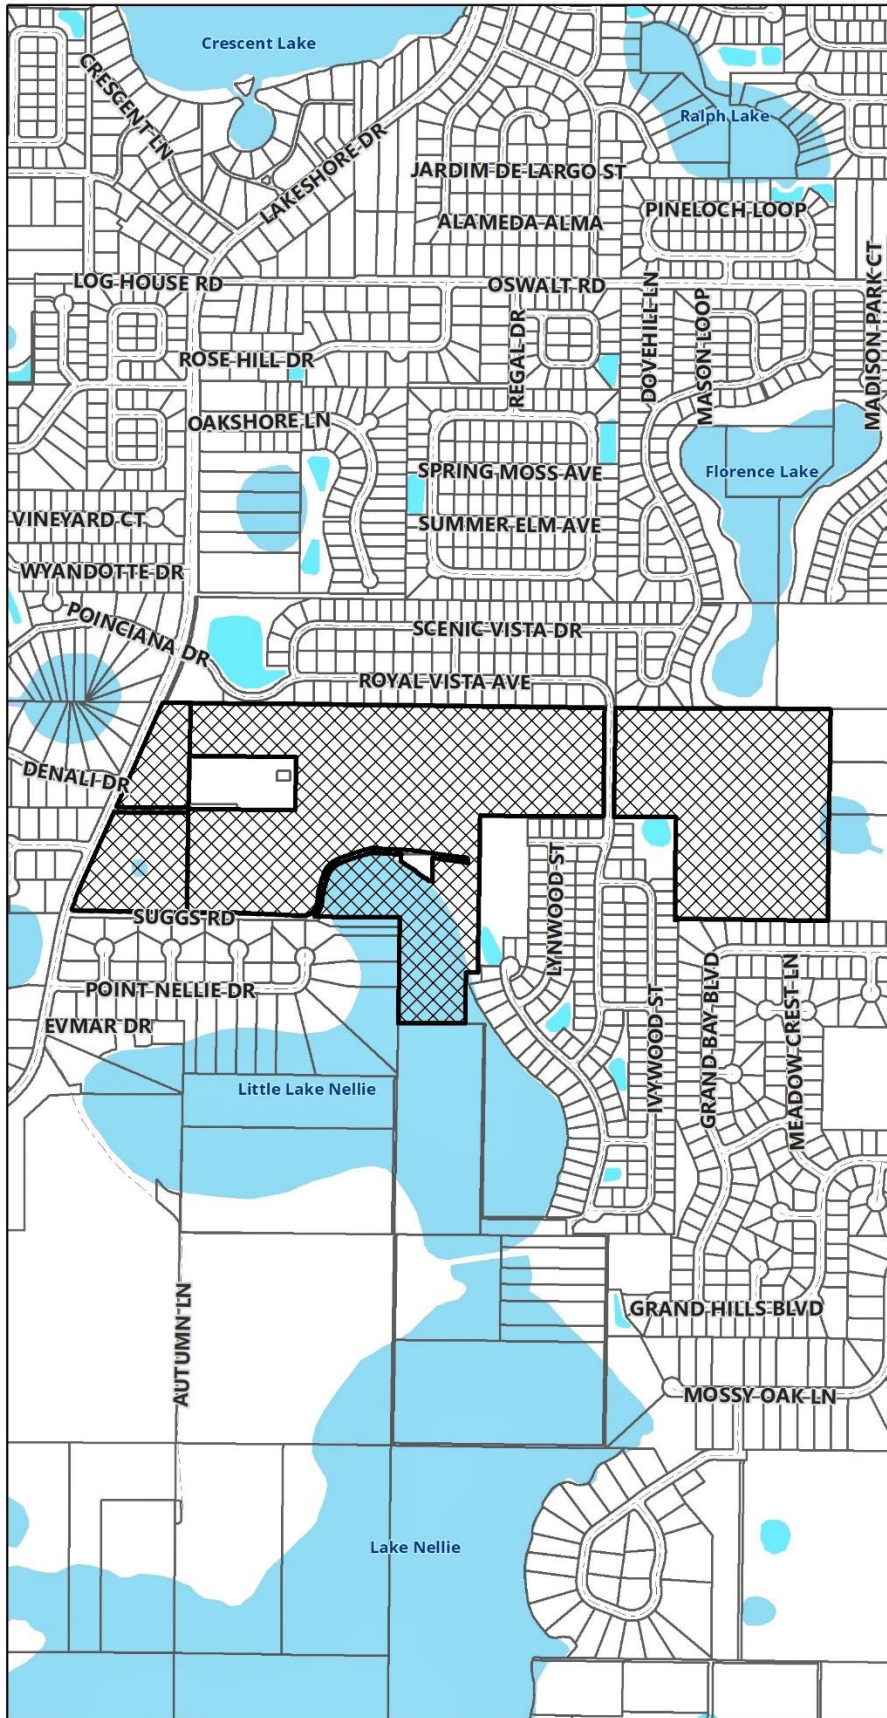 Crescent Lake
CRESCENT LN
LAKESHORE DR
Ralph Lake
JARDIM DE LARGO ST
ALAMEDA ALMA
PINELOCH LOOP
LOG HOUSE RD
OSWALT RD
MADISON PARK CT
DOVEHILL LN
MASON LOOP
REGAL DR
ROSE HILL DR
OAKSHORE LN
SPRING MOSS AVE
Florence Lake
VINEYARD CT
SUMMER ELM AVE
WYANDOTTE DR
POINCIANA DR
SCENIC VISTA DR
ROYAL VISTA AVE
DENALI DR
LYNWOOD ST
SUGGS RD
POINT NELLIE DR
EVMAR DR
IVYWOOD ST
GRAND BAY BLVD
MEADOW CREST LN
Little Lake Nellie
AUTUMN LN
GRAND HILLS BLVD
MOSSY OAK LN
Lake Nellie